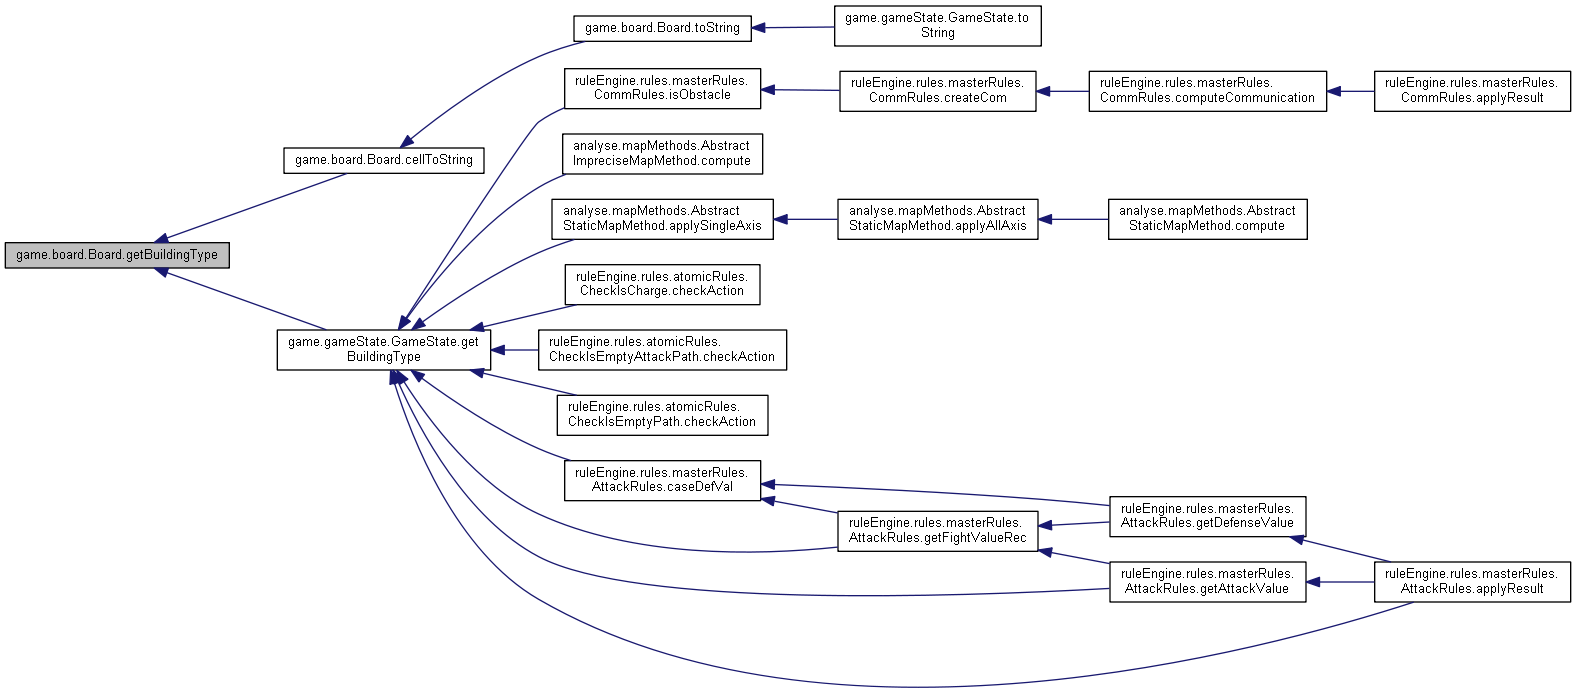 game.board.Board.toString
game.gameState.GameState.to
String
ruleEngine.rules.masterRules.
CommRules.isObstacle
ruleEngine.rules.masterRules.
CommRules.createCom
ruleEngine.rules.masterRules.
CommRules.computeCommunication
ruleEngine.rules.masterRules.
CommRules.applyResult
game.board.Board.cellToString
analyse.mapMethods.Abstract
ImpreciseMapMethod.compute
analyse.mapMethods.Abstract
StaticMapMethod.applySingleAxis
analyse.mapMethods.Abstract
StaticMapMethod.applyAllAxis
analyse.mapMethods.Abstract
StaticMapMethod.compute
game.board.Board.getBuildingType
ruleEngine.rules.atomicRules.
CheckIsCharge.checkAction
game.gameState.GameState.get
BuildingType
ruleEngine.rules.atomicRules.
CheckIsEmptyAttackPath.checkAction
ruleEngine.rules.atomicRules.
CheckIsEmptyPath.checkAction
ruleEngine.rules.masterRules.
AttackRules.caseDefVal
ruleEngine.rules.masterRules.
AttackRules.getFightValueRec
ruleEngine.rules.masterRules.
AttackRules.getDefenseValue
ruleEngine.rules.masterRules.
AttackRules.getAttackValue
ruleEngine.rules.masterRules.
AttackRules.applyResult